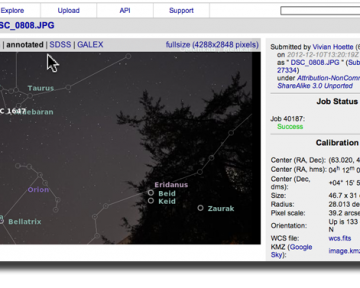 Explore Upload API Support
SC_0808.JPG
| annotated | SDSS | GALEX fullsize (4288x2848 pixels)
Taurus
C 1647
Orion
Bellatrix
Eridanus
Beid
Keid
Zaurak
Submitted by Vivian Hoette
on 2012-12-10T13:20:19Z
as " DSC_0808.JPG " (Sub
27334)
under Attribution-NonComm
ShareAlike 3.0 Unported
Job Status
Job 40187:
Success
Calibration
Center (RA, Dec): (63.020, 4
Center (RA, hms): 04h 12m 0
Center (Dec, dms): +04° 15' 5
Size: 46.7 x 31
Radius: 28.013 de
Pixel scale: 39.2 arcse
Orientation: Up is 133
N
WCS file: wcs.fits
KMZ (Google Sky): image.kmz